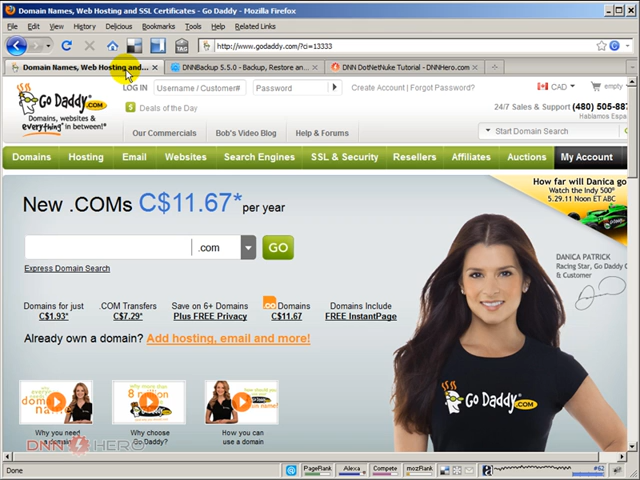 Domain Names, Web Hosting and SSL Certificates - Go Daddy - Mozilla Firefox
File Edit View History Delicious Bookmarks Tools Help Related Links
TAG http://www.godaddy.com/?ci=13333
Domain Names, Web Hosting and... DNNBackup 5.5.0 - Backup, Restore an... DNN DotNetNuke Tutorial - DNNHero.com
LOG IN Username / Customer# Password Create Account | Forgot Password? CAD empty
Go Daddy.COM
Domains, websites &
everything* in between!*
Deals of the Day
24/7 Sales & Support (480) 505-887
Hablamos Espa
Our Commercials Bob's Video Blog Help & Forums Start Domain Search
Domains Hosting Email Websites Search Engines SSL & Security Resellers Affiliates Auctions My Account
New .COMs C$11.67* per year
How far will Danica go
Watch the Indy 500®
5.29.11 Noon ET ABC
.com GO
Express Domain Search
DANICA PATRICK
Racing Star, Go Daddy G
& Customer
Domains for just .COM Transfers Save on 6+ Domains .co Domains Domains Include
C$1.93* C$7.29* Plus FREE Privacy C$11.67 FREE InstantPage
Already own a domain? Add hosting, email and more!
Go Daddy.COM
domain
name
8
million
Go Daddy
Why you need
a domain
Why choose
Go Daddy?
How you can
use a domain
DNN HERO
Done PageRank Alexa Compete mozRank #62